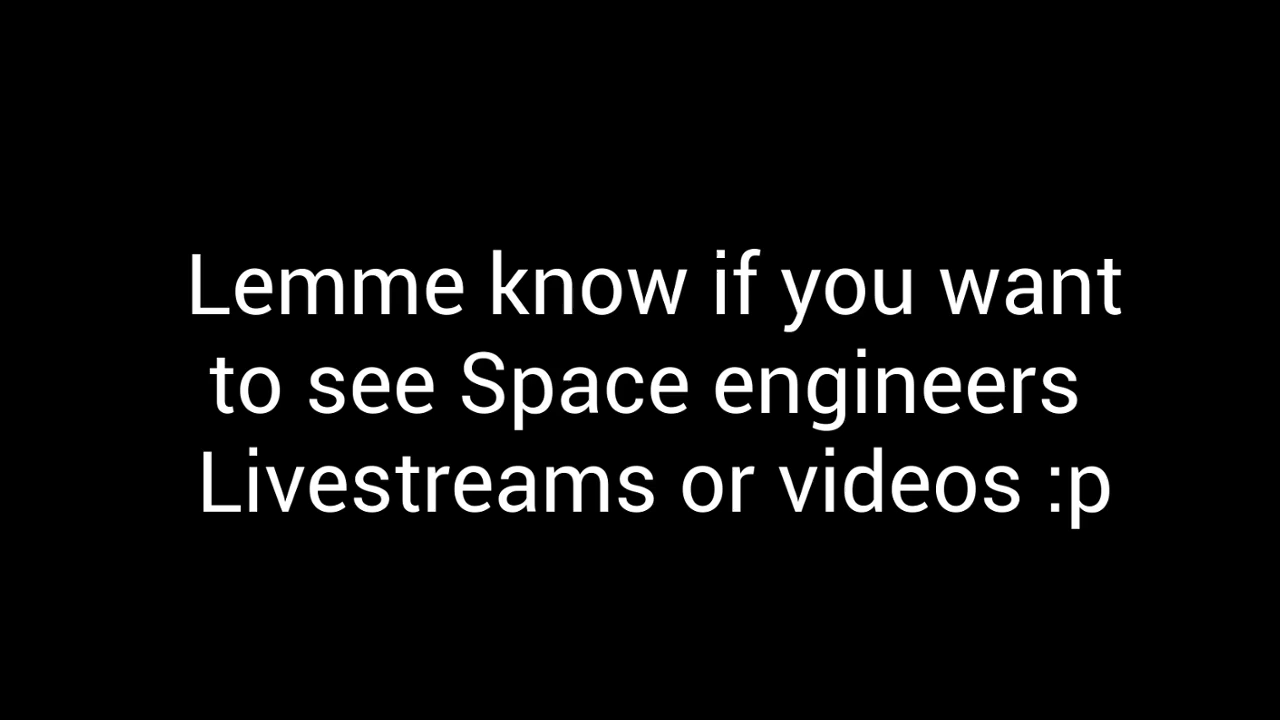 Lemme know if you want
to see Space engineers
Livestreams or videos :p